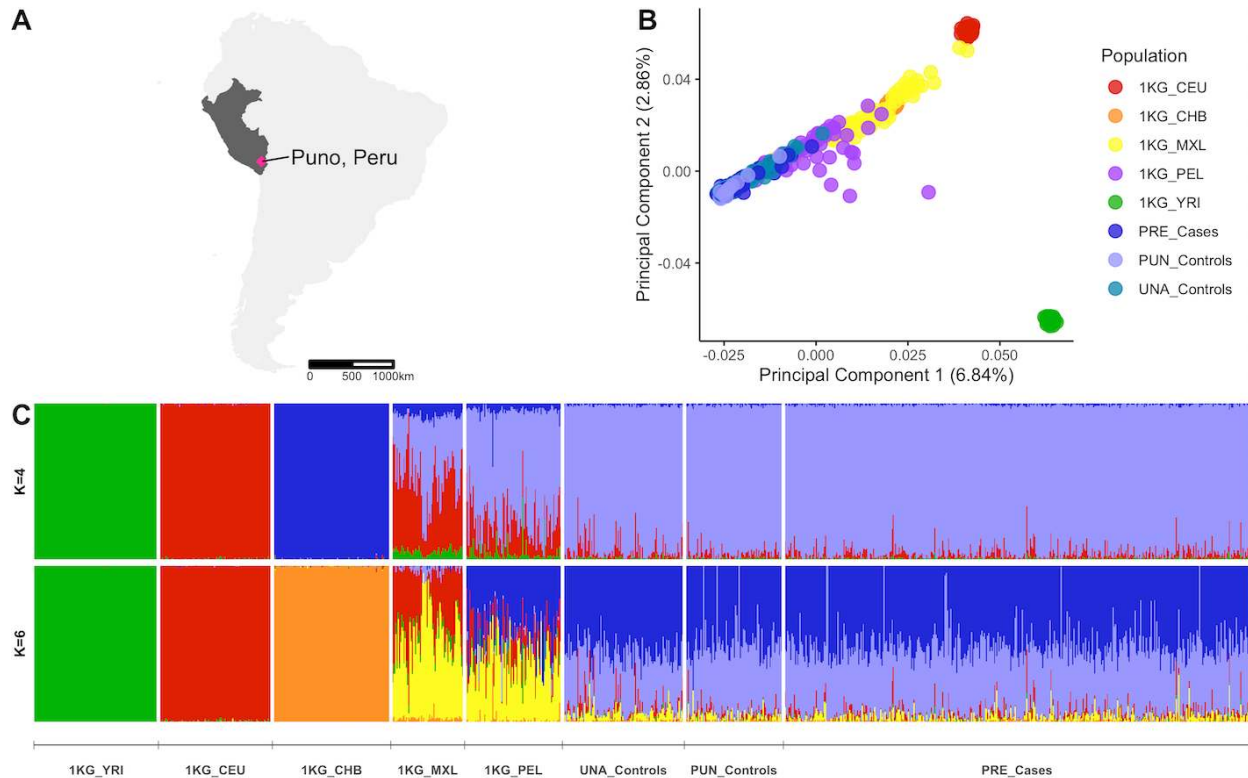 A
Puno, Peru
0 500 1000km
B
Principal Component 2 (2.86%)
0.04
0.00
-0.04
-0.025 0.000 0.025 0.050
Principal Component 1 (6.84%)
Population
1KG_CEU
1KG_CHB
1KG_MXL
1KG_PEL
1KG_YRI
PRE_Cases
PUN_Controls
UNA_Controls
C
K=4
K=6
1KG_YRI 1KG_CEU 1KG_CHB 1KG_MXL 1KG_PEL UNA_Controls PUN_Controls PRE_Cases